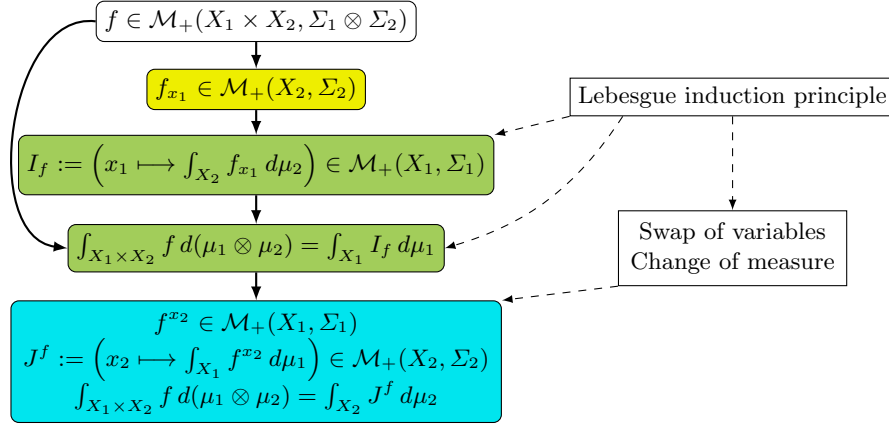 f ∈ ℳ₊(X₁ × X₂, Σ₁ ⊗ Σ₂)
f_{x₁} ∈ ℳ₊(X₂, Σ₂)
Lebesgue induction principle
I_f := (x₁ ⟼ ∫_{X₂} f_{x₁} dμ₂) ∈ ℳ₊(X₁, Σ₁)
∫_{X₁×X₂} f d(μ₁ ⊗ μ₂) = ∫_{X₁} I_f dμ₁
Swap of variables
Change of measure
f^{x₂} ∈ ℳ₊(X₁, Σ₁)
J^f := (x₂ ⟼ ∫_{X₁} f^{x₂} dμ₁) ∈ ℳ₊(X₂, Σ₂)
∫_{X₁×X₂} f d(μ₁ ⊗ μ₂) = ∫_{X₂} J^f dμ₂